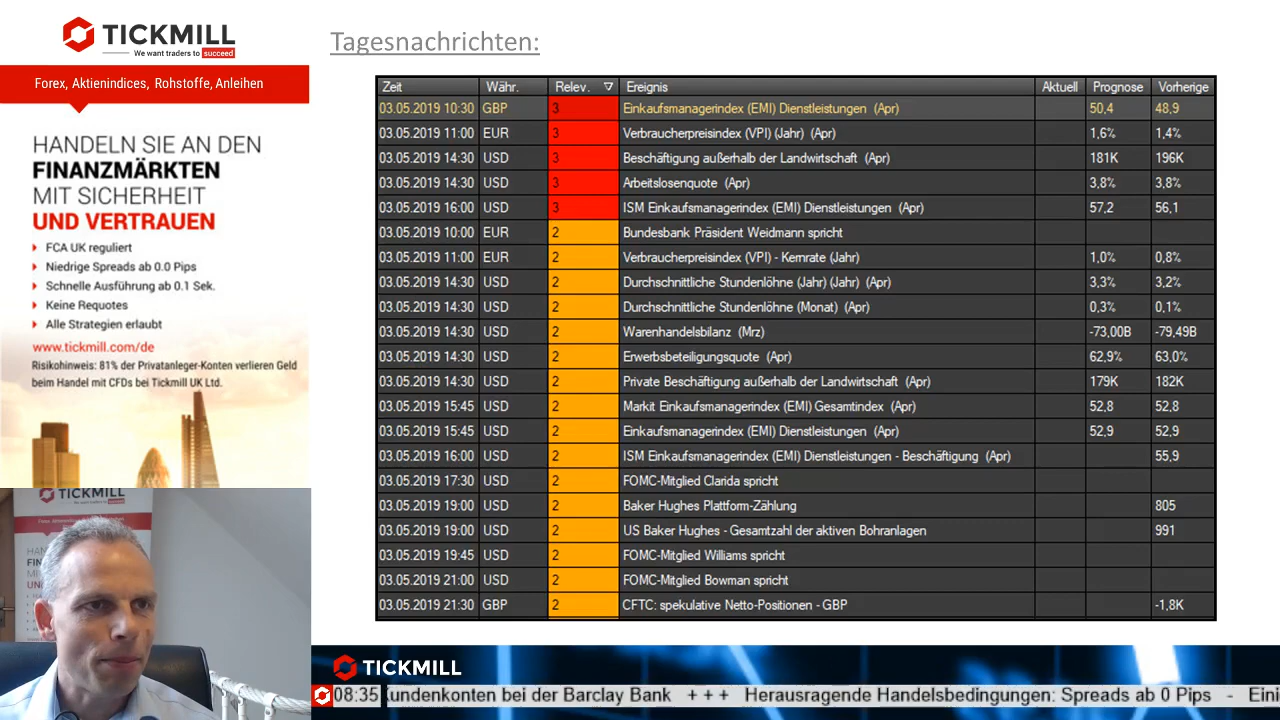 TICKMILL
We want traders to succeed
Forex, Aktienindices, Rohstoffe, Anleihen
HANDELN SIE AN DEN
FINANZMÄRKTEN
MIT SICHERHEIT
UND VERTRAUEN
FCA UK reguliert
Niedrige Spreads ab 0.0 Pips
Schnelle Ausführung ab 0.1 Sek.
Keine Requotes
Alle Strategien erlaubt
www.tickmill.com/de
Risikohinweis: 81% der Privatanleger-Konten verlieren Geld
beim Handel mit CFDs bei Tickmill UK Ltd.
TICKMILL
Tagesnachrichten:
Zeit Währ. Relev. Ereignis Aktuell Prognose Vorherige
03.05.2019 10:30 GBP 3 Einkaufsmanagerindex (EMI) Dienstleistungen (Apr) 50,4 48,9
03.05.2019 11:00 EUR 3 Verbraucherpreisindex (VPI) (Jahr) (Apr) 1,6% 1,4%
03.05.2019 14:30 USD 3 Beschäftigung außerhalb der Landwirtschaft (Apr) 181K 196K
03.05.2019 14:30 USD 3 Arbeitslosenquote (Apr) 3,8% 3,8%
03.05.2019 16:00 USD 3 ISM Einkaufsmanagerindex (EMI) Dienstleistungen (Apr) 57,2 56,1
03.05.2019 10:00 EUR 2 Bundesbank Präsident Weidmann spricht
03.05.2019 11:00 EUR 2 Verbraucherpreisindex (VPI) - Kernrate (Jahr) 1,0% 0,8%
03.05.2019 14:30 USD 2 Durchschnittliche Stundenlöhne (Jahr) (Jahr) (Apr) 3,3% 3,2%
03.05.2019 14:30 USD 2 Durchschnittliche Stundenlöhne (Monat) (Apr) 0,3% 0,1%
03.05.2019 14:30 USD 2 Warenhandelsbilanz (Mrz) -73,00B -79,49B
03.05.2019 14:30 USD 2 Erwerbsbeteiligungsquote (Apr) 62,9% 63,0%
03.05.2019 14:30 USD 2 Private Beschäftigung außerhalb der Landwirtschaft (Apr) 179K 182K
03.05.2019 15:45 USD 2 Markit Einkaufsmanagerindex (EMI) Gesamtindex (Apr) 52,8 52,8
03.05.2019 15:45 USD 2 Einkaufsmanagerindex (EMI) Dienstleistungen (Apr) 52,9 52,9
03.05.2019 16:00 USD 2 ISM Einkaufsmanagerindex (EMI) Dienstleistungen - Beschäftigung (Apr) 55,9
03.05.2019 17:30 USD 2 FOMC-Mitglied Clarida spricht
03.05.2019 19:00 USD 2 Baker Hughes Plattform-Zählung 805
03.05.2019 19:00 USD 2 US Baker Hughes - Gesamtzahl der aktiven Bohranlagen 991
03.05.2019 19:45 USD 2 FOMC-Mitglied Williams spricht
03.05.2019 21:00 USD 2 FOMC-Mitglied Bowman spricht
03.05.2019 21:30 GBP 2 CFTC: spekulative Netto-Positionen - GBP -1,8K
TICKMILL
08:35 Kundenkonten bei der Barclay Bank + + + Herausragende Handelsbedingungen: Spreads ab 0 Pips - Eini